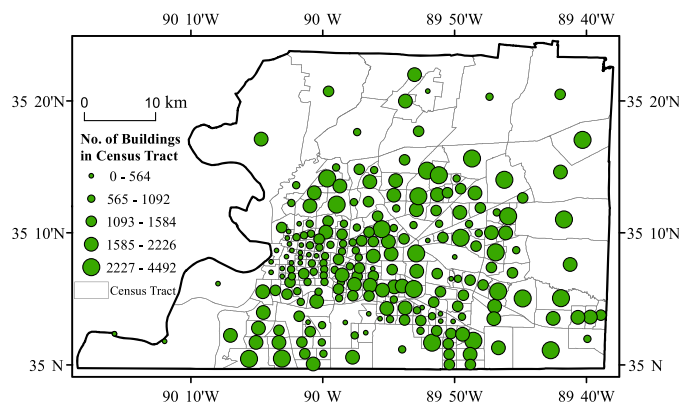 90 10'W 90 W 89 50'W 89 40'W
35 20'N
0 10 km
No. of Buildings
in Census Tract
0 - 564
565 - 1092
1093 - 1584
1585 - 2226
2227 - 4492
Census Tract
35 10'N
35 N
35 20'N
35 10'N
35 N
90 10'W 90 W 89 50'W 89 40'W